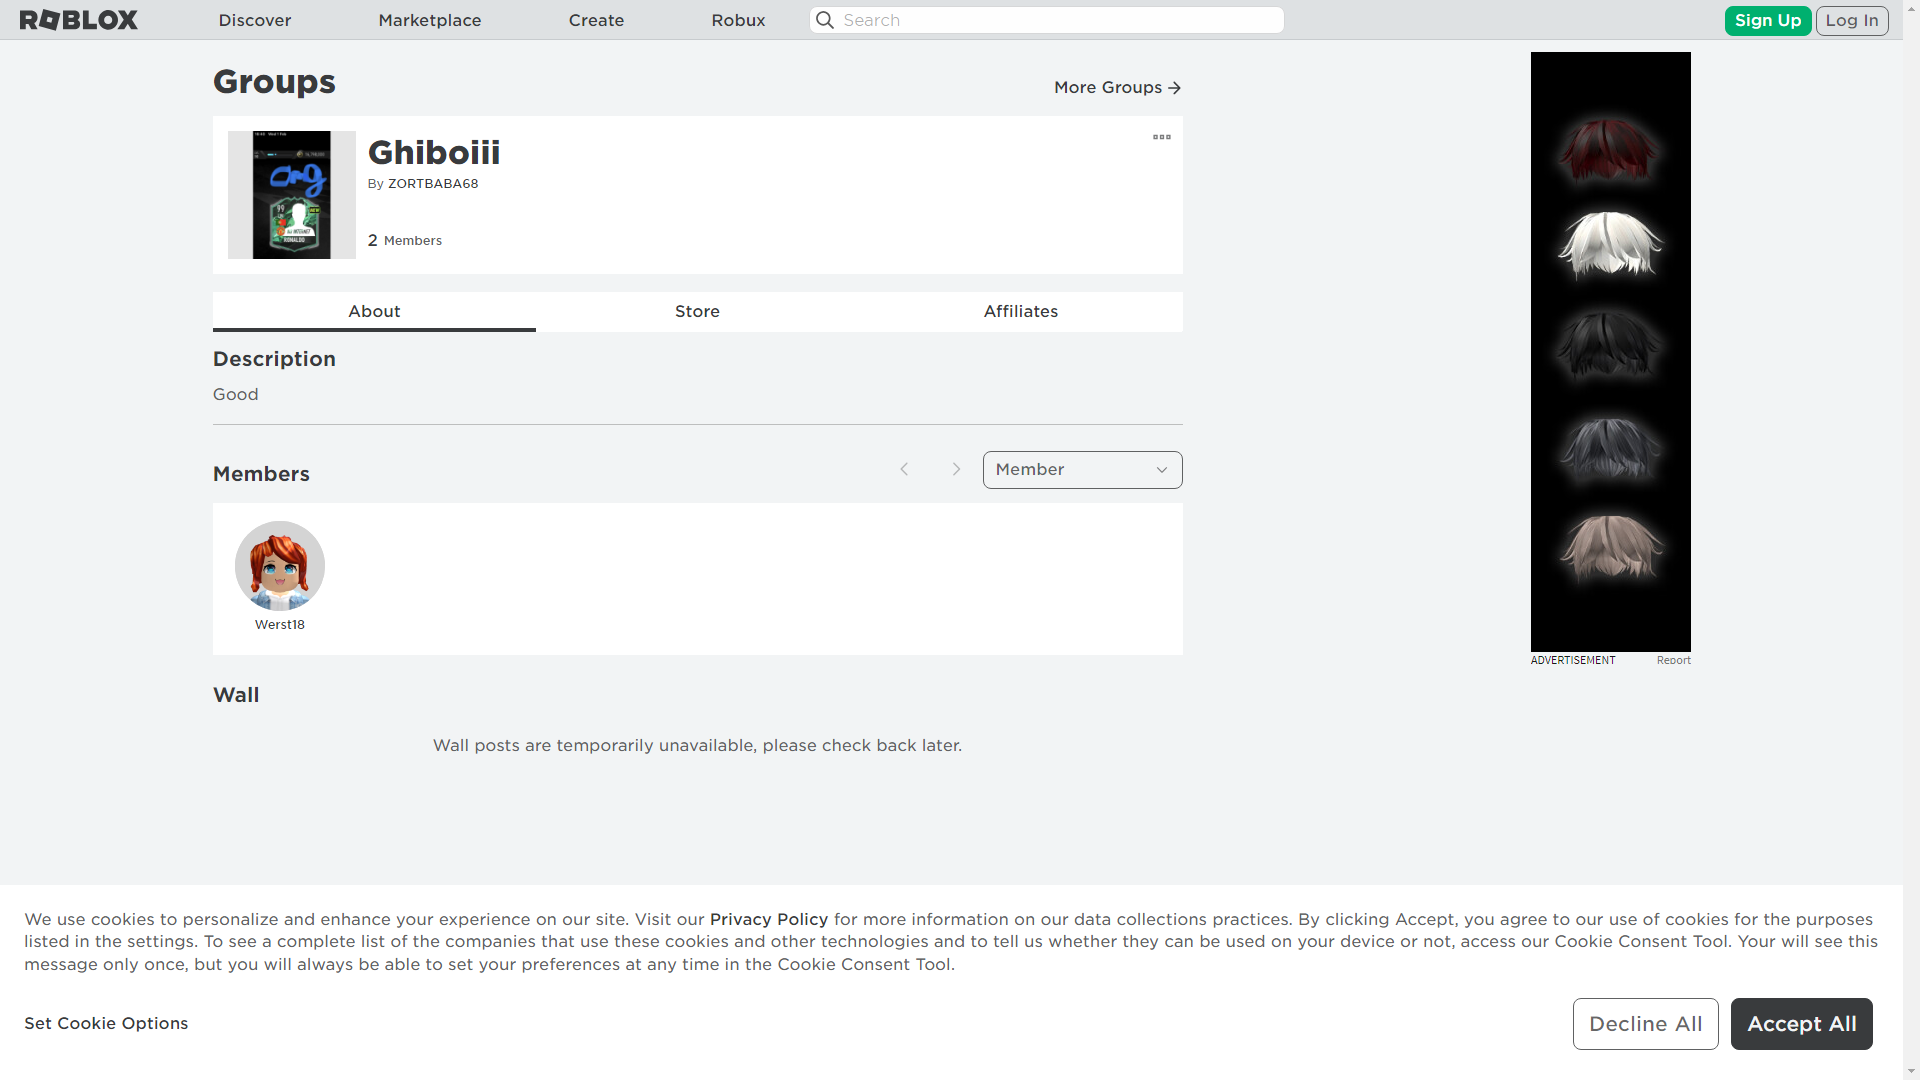 ROBLOX Discover Marketplace Create Robux Search Sign Up Log In
Groups
More Groups
Ghiboiii
By ZORTBABA68
2 Members
omg
99
NEW
RONALDO
About Store Affiliates
Description
Good
Members
Member
Werst18
Wall
Wall posts are temporarily unavailable, please check back later.
ADVERTISEMENT Report
We use cookies to personalize and enhance your experience on our site. Visit our Privacy Policy for more information on our data collections practices. By clicking Accept, you agree to our use of cookies for the purposes
listed in the settings. To see a complete list of the companies that use these cookies and other technologies and to tell us whether they can be used on your device or not, access our Cookie Consent Tool. Your will see this
message only once, but you will always be able to set your preferences at any time in the Cookie Consent Tool.
Set Cookie Options
Decline All
Accept All